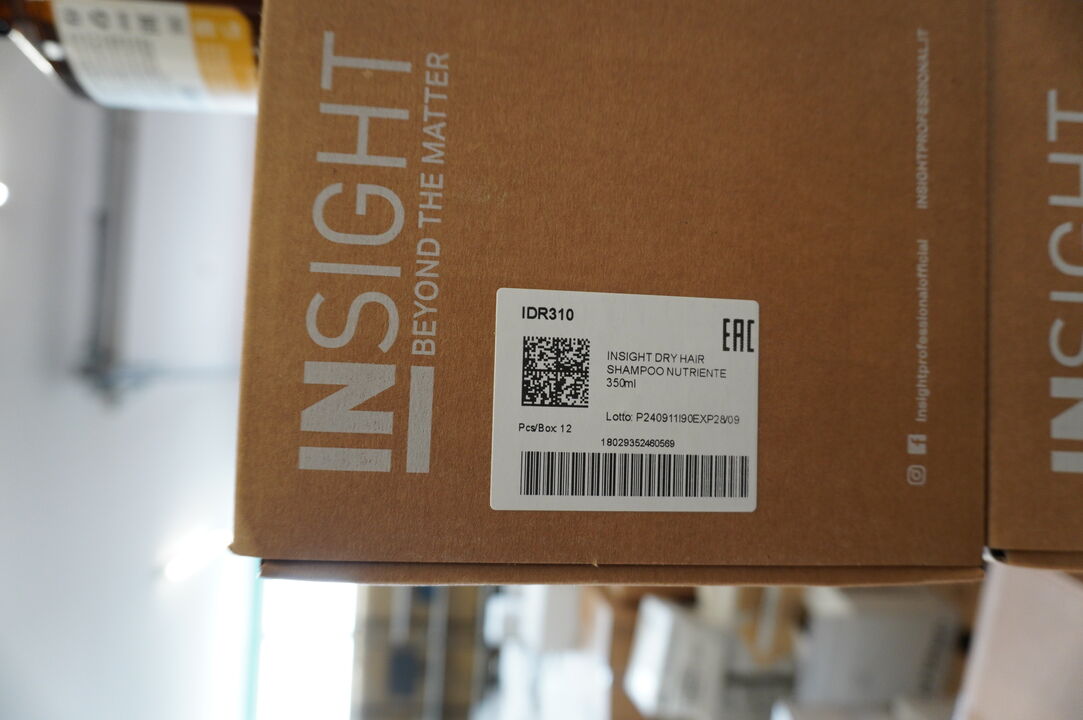 INSIGHT
BEYOND THE MATTER
IDR310
EAC
INSIGHT DRY HAIR
SHAMPOO NUTRIENTE
350ml
Lotto: P240911I90EXP28/09
Pcs/Box 12
18029352460569
INSIGHTPROFESSIONAL.IT
insightprofessionalofficial
INSIGHT